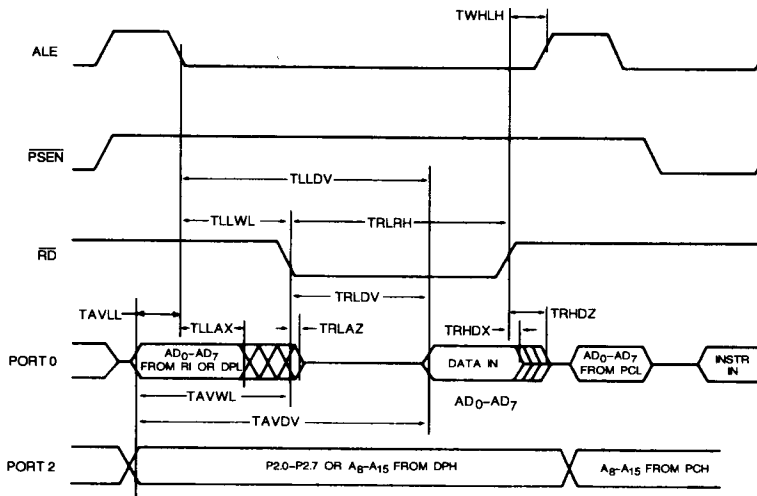 TWHLH
ALE
PSEN
TLLDV
TLLWL
TRLRH
RD
TAVLL
TRLDV
TRHDZ
TLLAX
TRLAZ
TRHDX
PORT 0
AD0–AD7
FROM RI OR DPL
DATA IN
AD0–AD7
FROM PCL
INSTR
IN
TAVWL
AD0–AD7
TAVDV
PORT 2
P2.0–P2.7 OR A8–A15 FROM DPH
A8–A15 FROM PCH